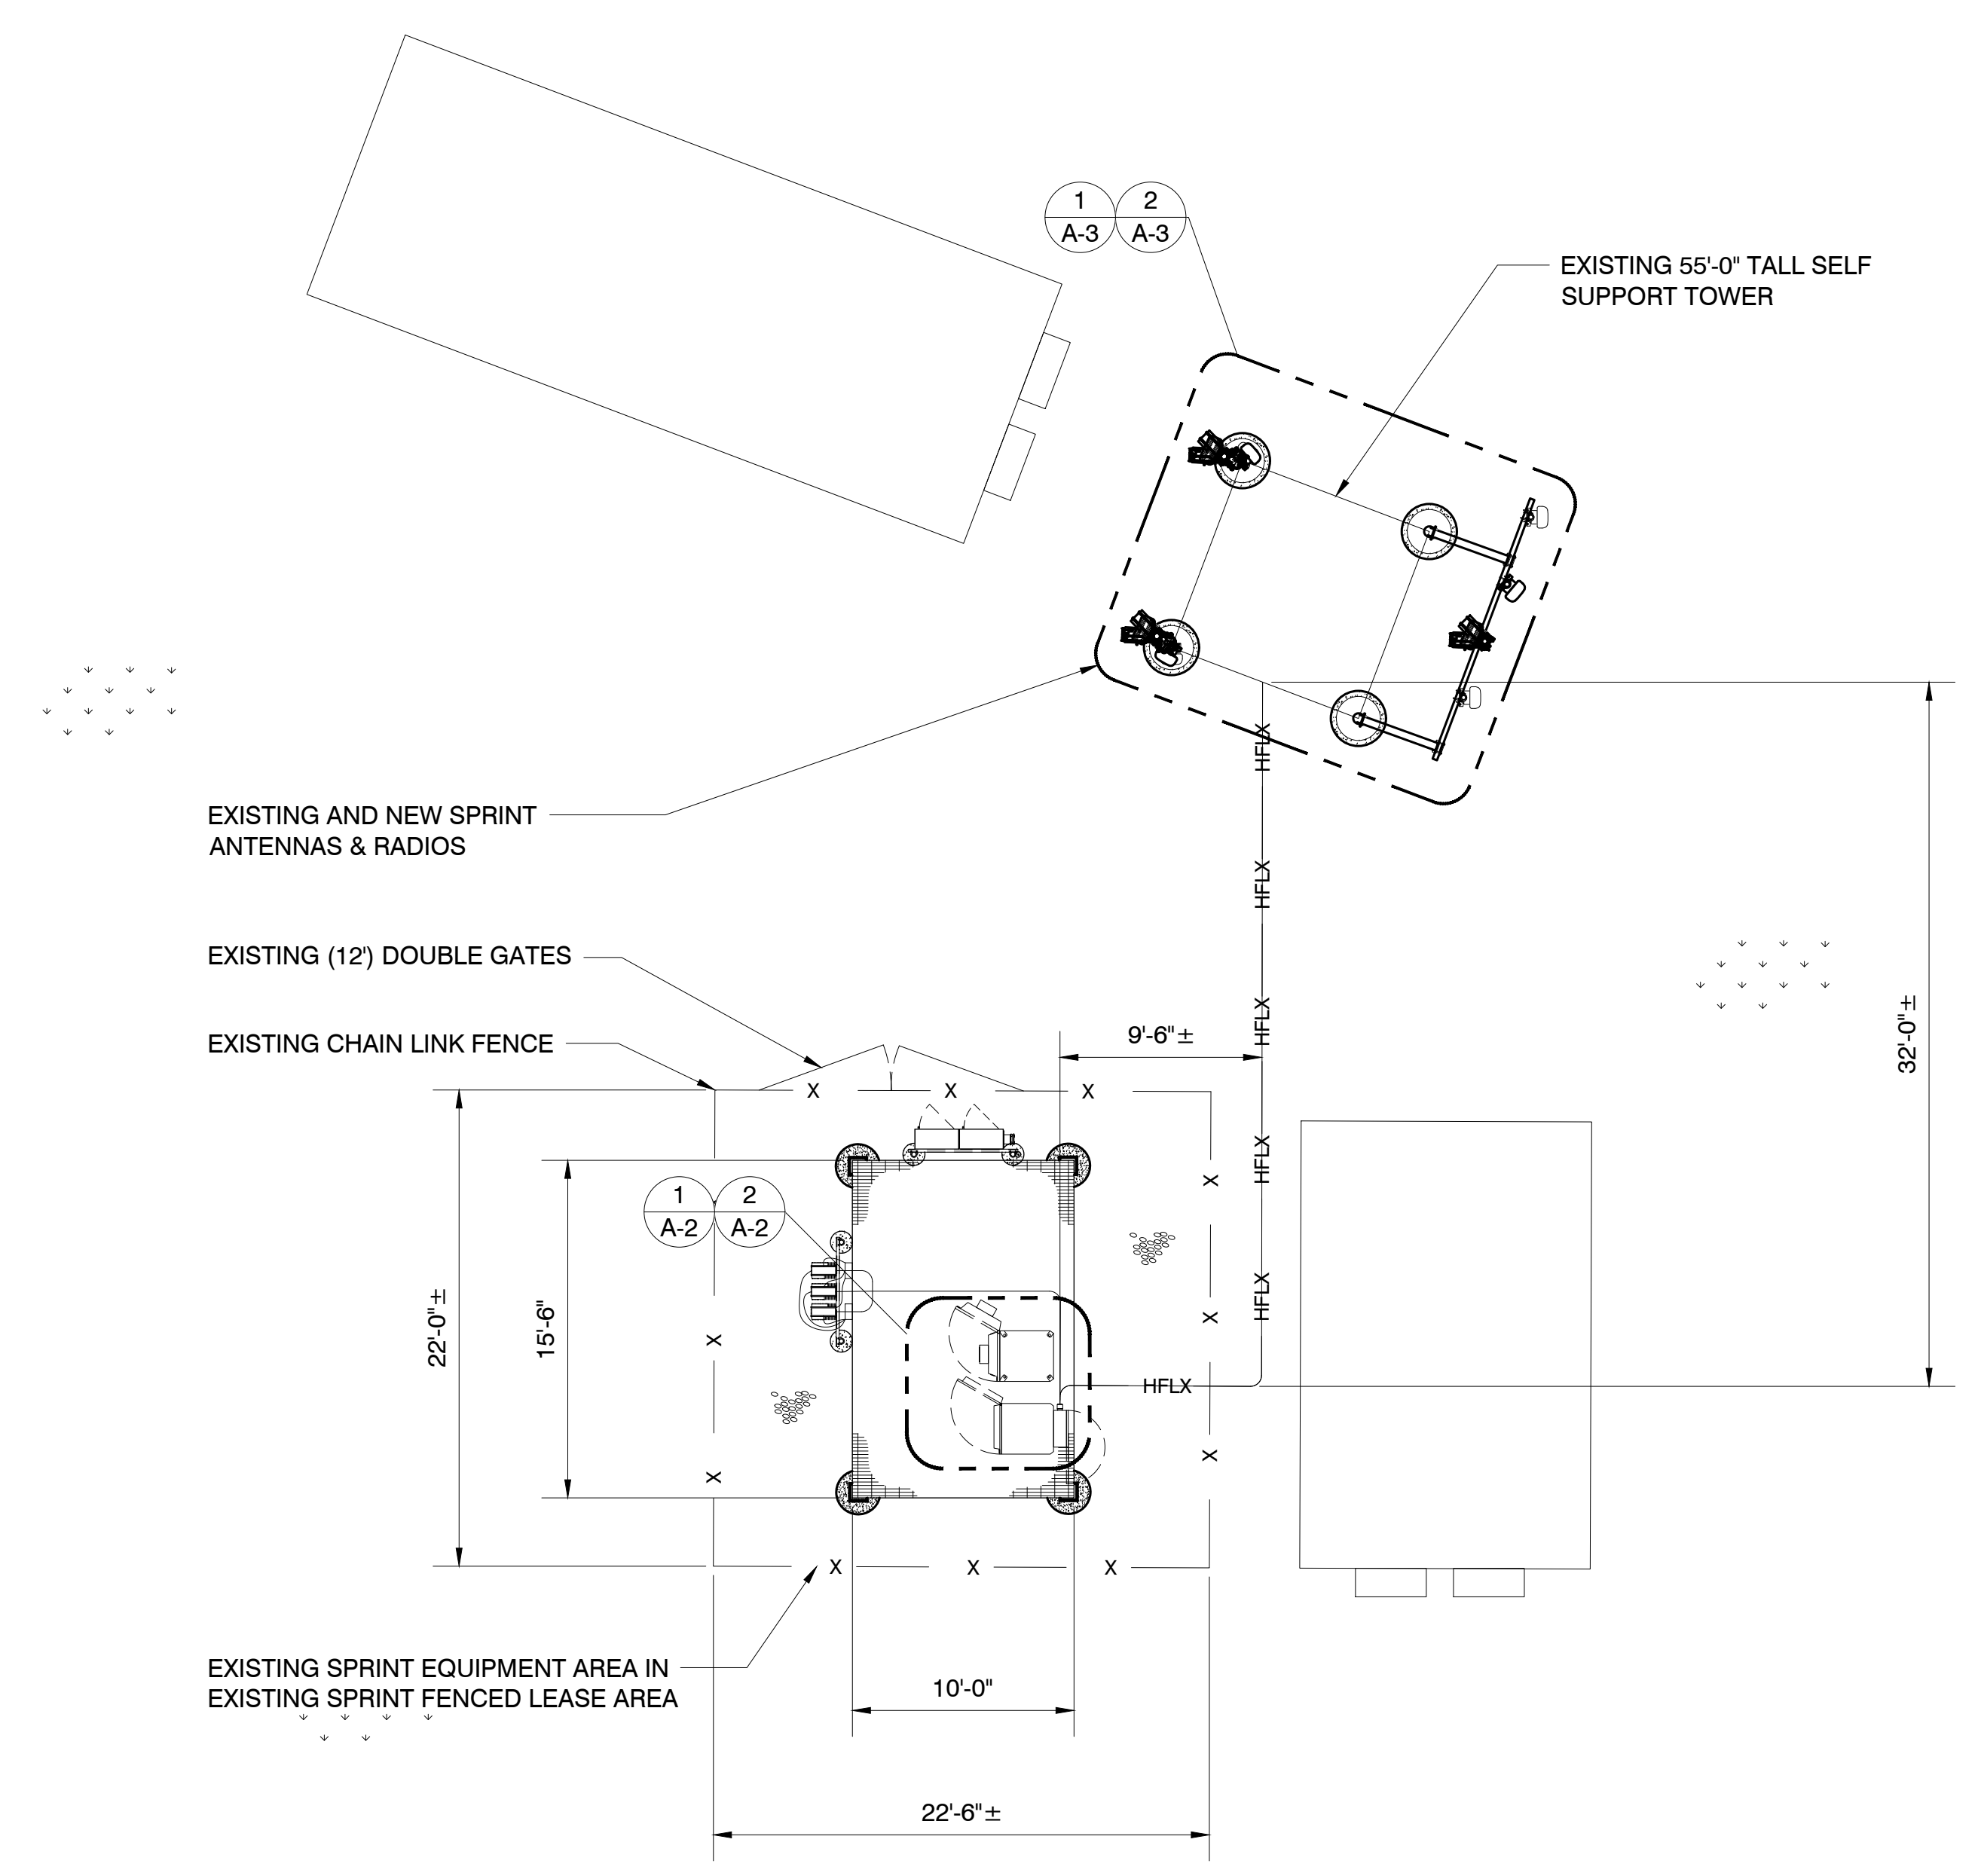 1 2
A-3 A-3
EXISTING 55'-0" TALL SELF
SUPPORT TOWER
HFLX
EXISTING AND NEW SPRINT
ANTENNAS & RADIOS
HFLX
EXISTING (12') DOUBLE GATES
HFLX
32'-0"±
EXISTING CHAIN LINK FENCE
9'-6"±
X X X
HFLX
X
1 2
A-2 A-2
HFLX
22'-0"±
15'-6"
X
X
HFLX
X
X
X X X
EXISTING SPRINT EQUIPMENT AREA IN
EXISTING SPRINT FENCED LEASE AREA
10'-0"
22'-6"±